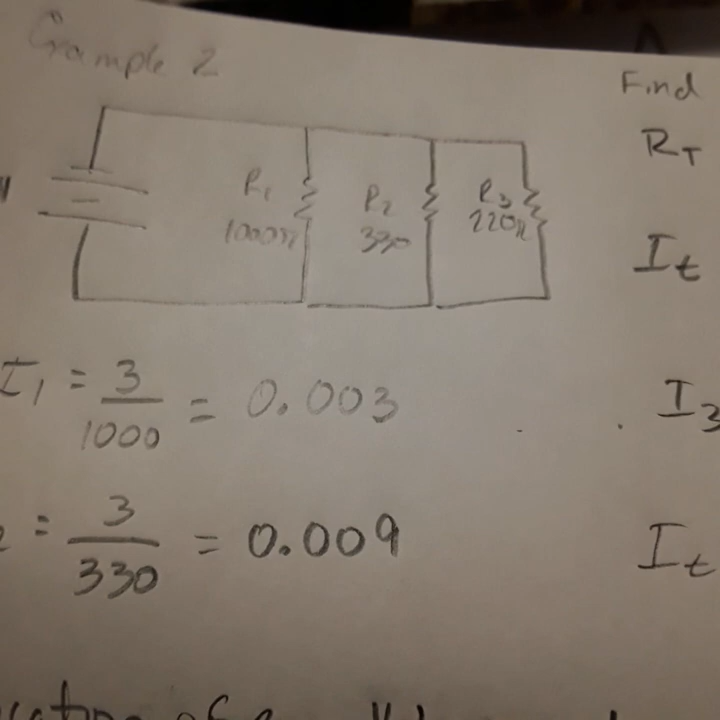 Example 2
Find
RT
R1
1000Ω
R2
330
R3
220Ω
It
I1 = 3/1000 = 0.003
I3
2 = 3/330 = 0.009
It